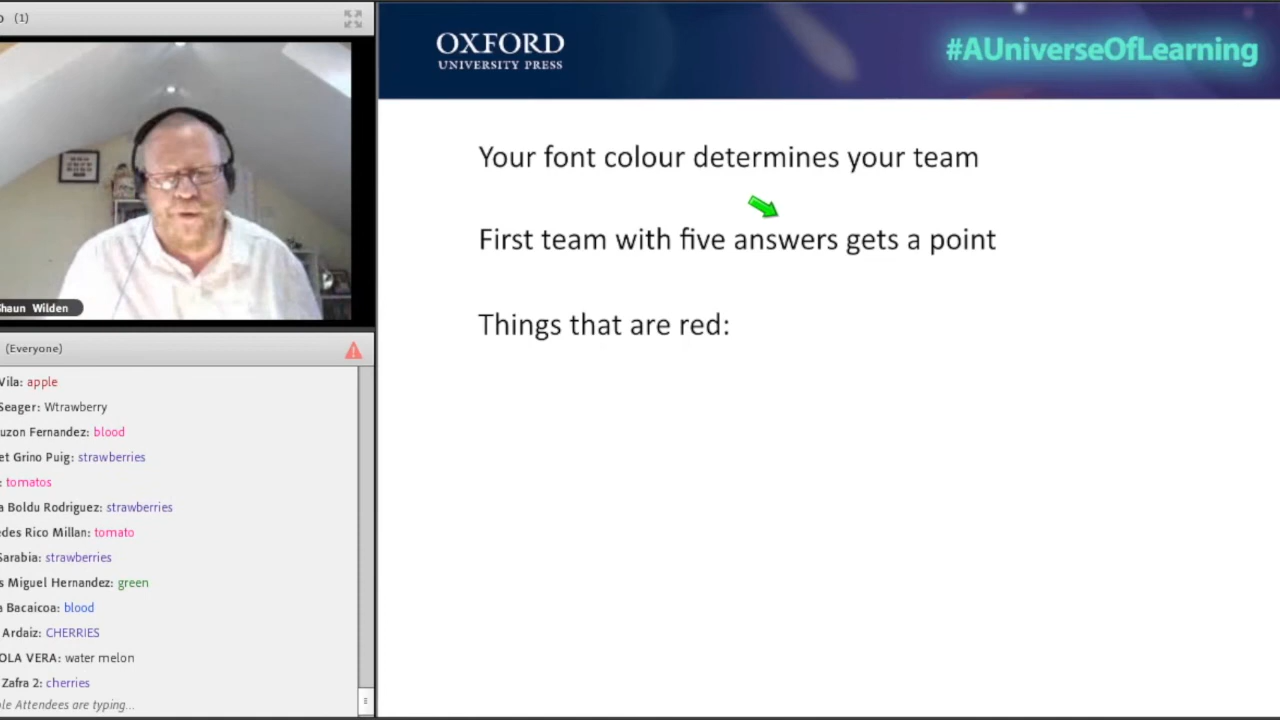 o (1)
Shaun Wilden
(Everyone)
Vila: apple
Seager: Wtrawberry
uzon Fernandez: blood
et Grino Puig: strawberries
: tomatos
a Boldu Rodriguez: strawberries
edes Rico Millan: tomato
Sarabia: strawberries
s Miguel Hernandez: green
a Bacaicoa: blood
Ardaiz: CHERRIES
OLA VERA: water melon
Zafra 2: cherries
le Attendees are typing...
OXFORD
UNIVERSITY PRESS
#AUniverseOfLearning
Your font colour determines your team
First team with five answers gets a point
Things that are red: